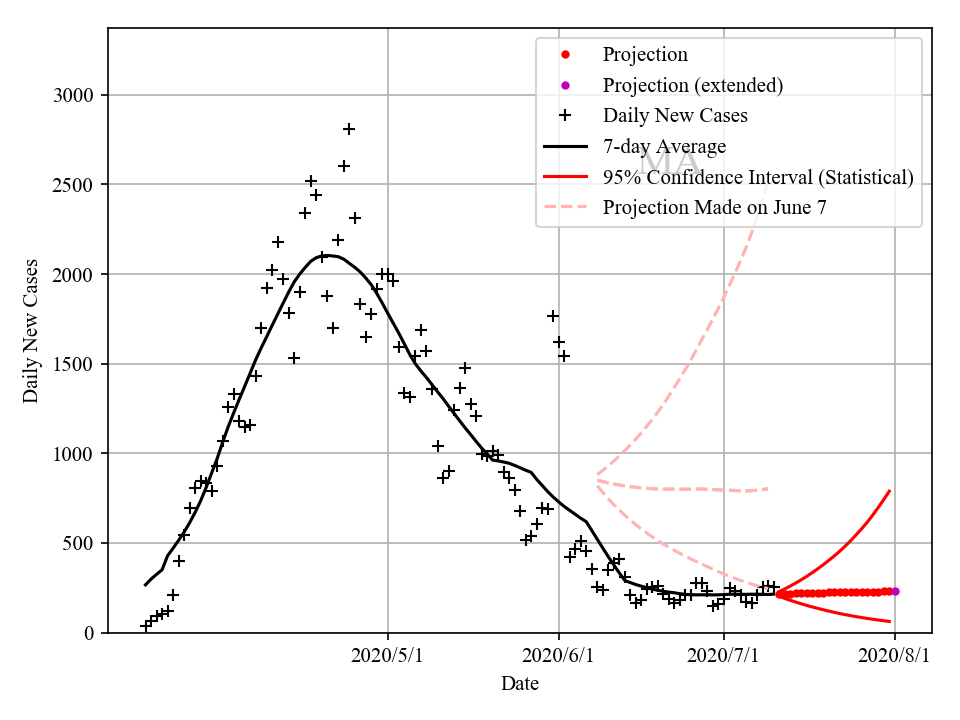 3000
2500
2000
1500
1000
500
0
Daily New Cases
Projection
Projection (extended)
Daily New Cases
7-day Average
MA
95% Confidence Interval (Statistical)
Projection Made on June 7
2020/5/1
2020/6/1
2020/7/1
2020/8/1
Date